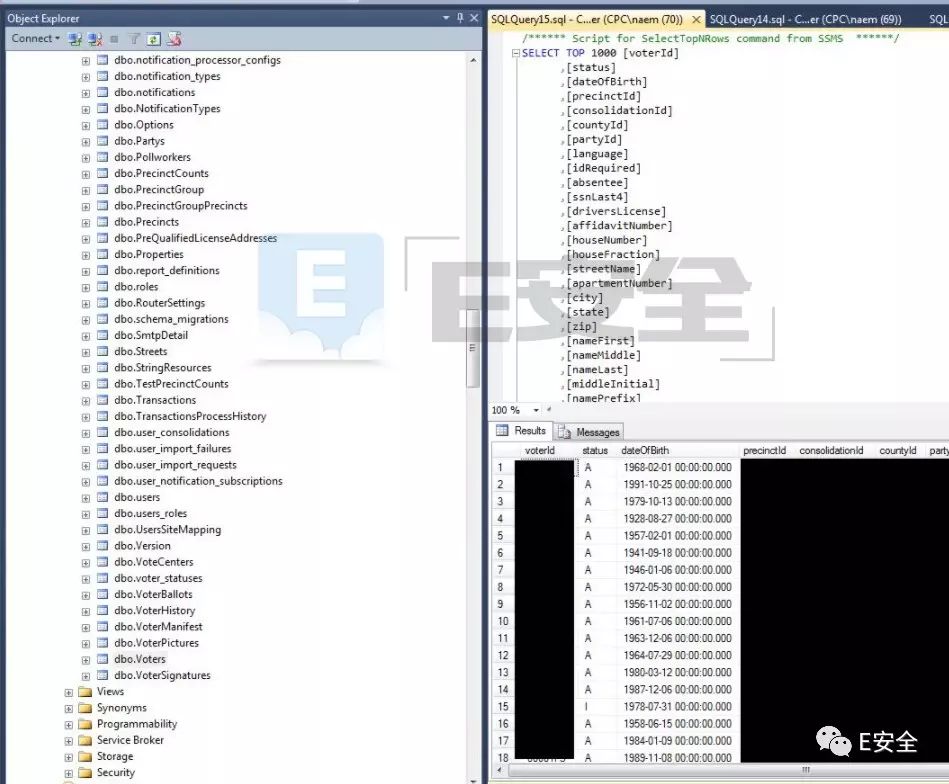 Object Explorer
Connect
dbo.notification_processor_configs
dbo.notification_types
dbo.notifications
dbo.NotificationTypes
dbo.Options
dbo.Partys
dbo.Pollworkers
dbo.PrecinctCounts
dbo.PrecinctGroup
dbo.PrecinctGroupPrecincts
dbo.Precincts
dbo.PreQualifiedLicenseAddresses
dbo.Properties
dbo.report_definitions
dbo.roles
dbo.RouterSettings
dbo.schema_migrations
dbo.SmtpDetail
dbo.Streets
dbo.StringResources
dbo.TestPrecinctCounts
dbo.Transactions
dbo.TransactionsProcessHistory
dbo.user_consolidations
dbo.user_import_failures
dbo.user_import_requests
dbo.user_notification_subscriptions
dbo.users
dbo.users_roles
dbo.UsersSiteMapping
dbo.Version
dbo.VoteCenters
dbo.voter_statuses
dbo.VoterBallots
dbo.VoterHistory
dbo.VoterManifest
dbo.VoterPictures
dbo.Voters
dbo.VoterSignatures
Views
Synonyms
Programmability
Service Broker
Storage
Security
SQLQuery15.sql - C...er (CPC\naem (70)) SQLQuery14.sql - C...er (CPC\naem (69)) SQL
/****** Script for SelectTopNRows command from SSMS ******/
SELECT TOP 1000 [voterId]
,[status]
,[dateOfBirth]
,[precinctId]
,[consolidationId]
,[countyId]
,[partyId]
,[language]
,[idRequired]
,[absentee]
,[ssnLast4]
,[driversLicense]
,[affidavitNumber]
,[houseNumber]
,[houseFraction]
,[streetName]
,[apartmentNumber]
,[city]
,[state]
,[zip]
,[nameFirst]
,[nameMiddle]
,[nameLast]
,[middleInitial]
,[namePrefix]
100 %
Results Messages
voterId status dateOfBirth precinctId consolidationId countyId party
1 A 1968-02-01 00:00:00.000
2 A 1991-10-25 00:00:00.000
3 A 1979-10-13 00:00:00.000
4 A 1928-08-27 00:00:00.000
5 A 1957-02-01 00:00:00.000
6 A 1941-09-18 00:00:00.000
7 A 1946-01-06 00:00:00.000
8 A 1972-05-30 00:00:00.000
9 A 1956-11-02 00:00:00.000
10 A 1961-07-06 00:00:00.000
11 A 1963-12-06 00:00:00.000
12 A 1964-07-29 00:00:00.000
13 A 1980-03-12 00:00:00.000
14 A 1987-12-06 00:00:00.000
15 I 1978-07-31 00:00:00.000
16 A 1958-06-15 00:00:00.000
17 A 1984-01-09 00:00:00.000
18 A 1989-11-08 00:00:00.000
E E安全
E安全